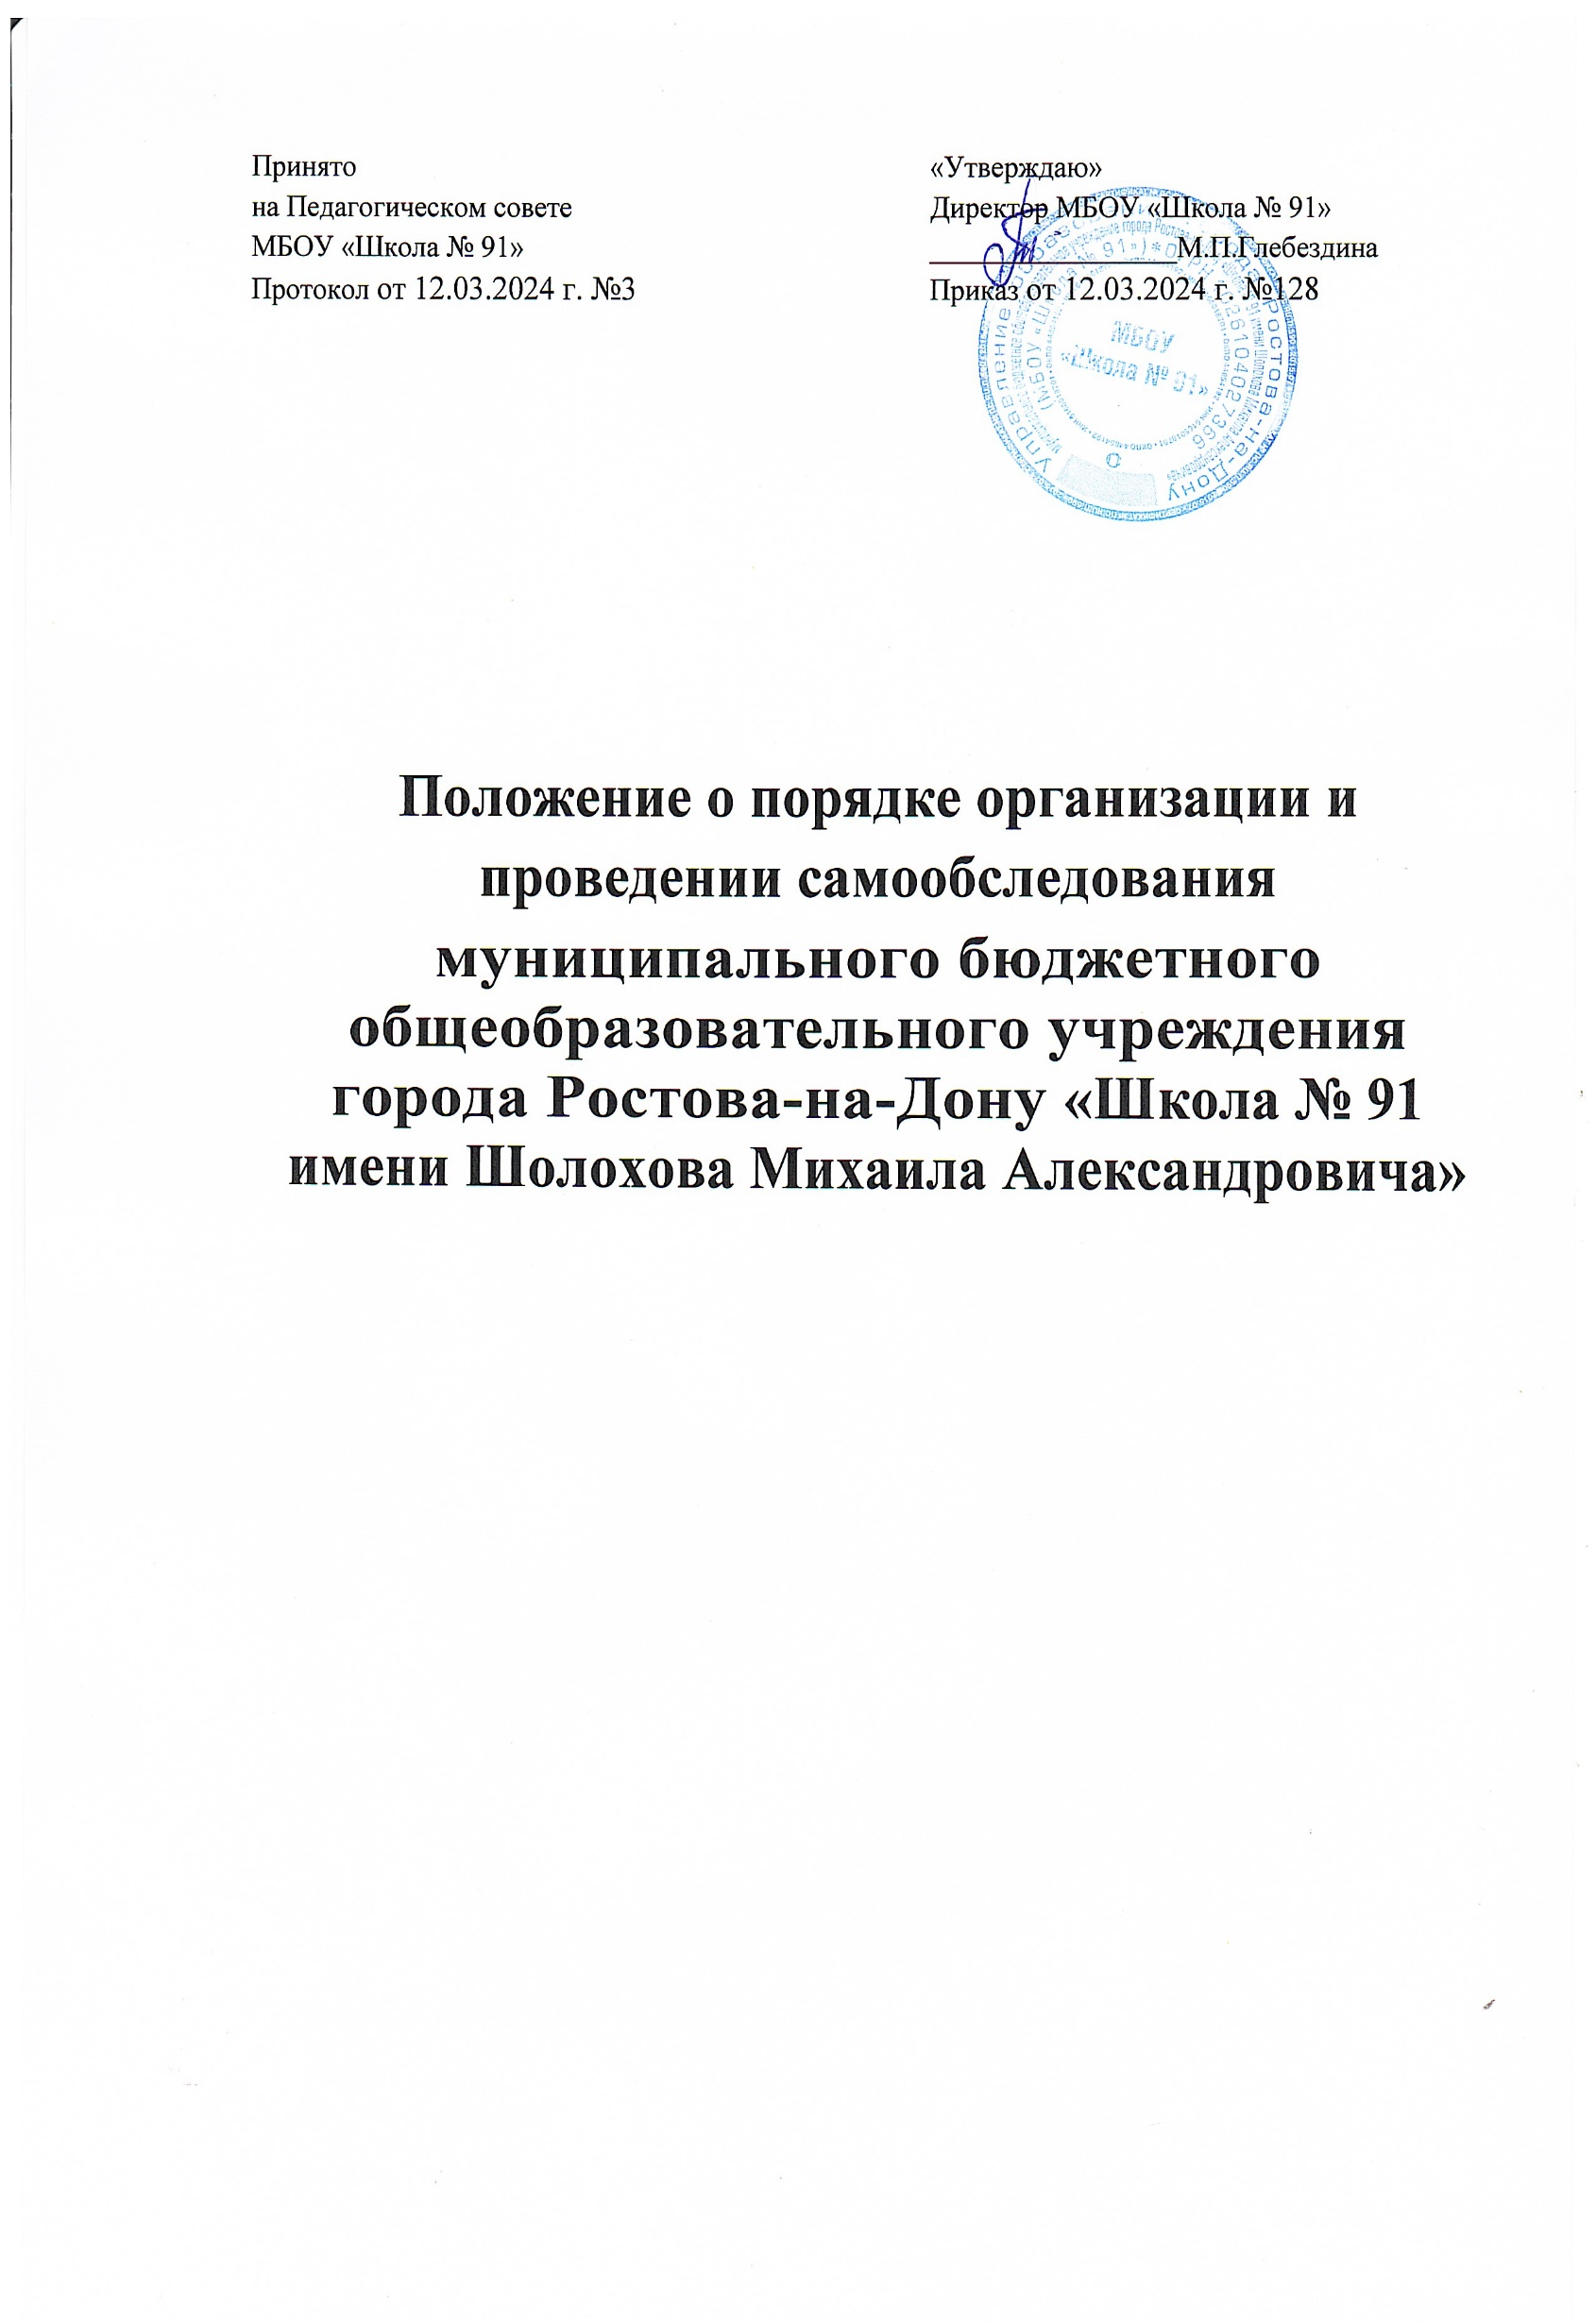 Принято
на Педагогическом совете
МБОУ «Школа № 91»
Протокол от 12.03.2024 г. №3
«Утверждаю»
Директор МБОУ «Школа № 91»
М.П.Глебездина
Приказ от 12.03.2024 г. №128
МБОУ
«Школа № 91»
Положение о порядке организации и
проведении самообследования
муниципального бюджетного
общеобразовательного учреждения
города Ростова-на-Дону «Школа № 91
имени Шолохова Михаила Александровича»